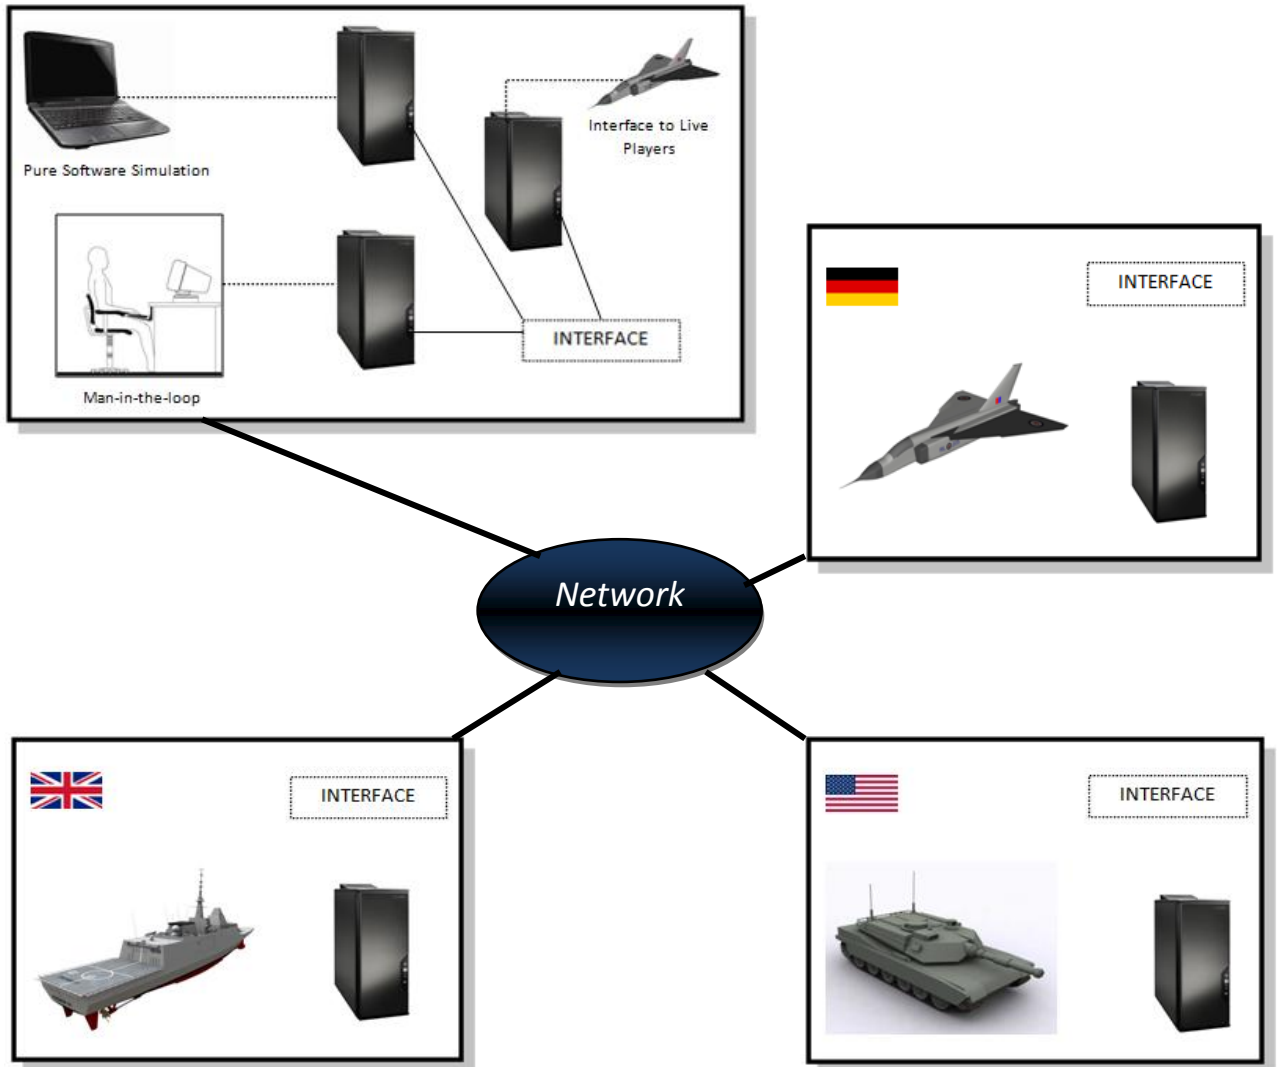 Interface to Live
Players
Pure Software Simulation
INTERFACE
Man-in-the-loop
INTERFACE
Network
INTERFACE
INTERFACE